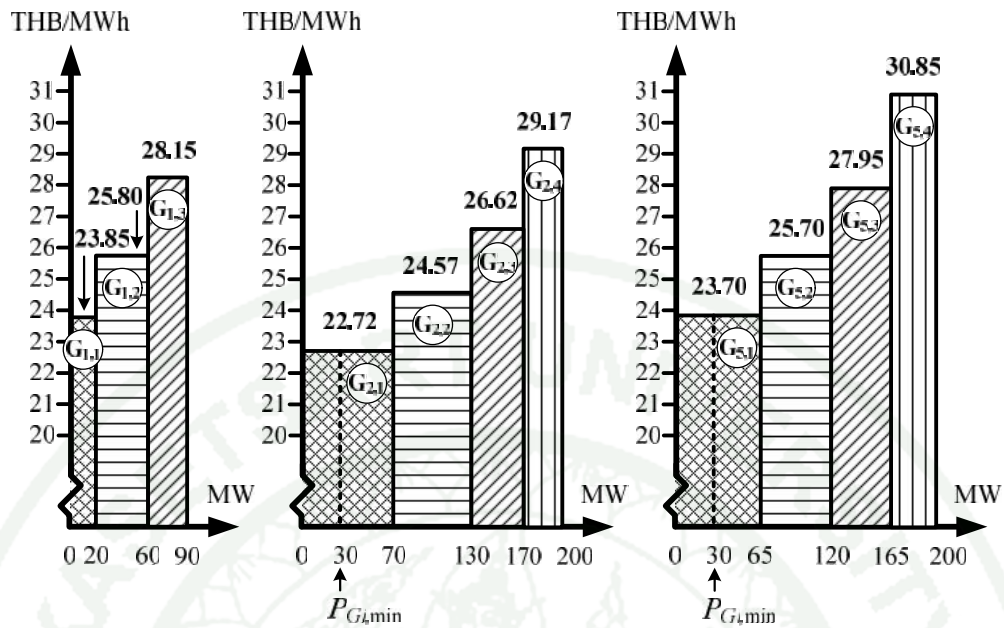 THB/MWh
31
30
29
28
27
26
25
24
23
22
21
20
23.85
25.80
28.15
G1,1
G1,2
G1,3
MW
0 20 60 90
THB/MWh
31
30
29
28
27
26
25
24
23
22
21
20
22.72
24.57
26.62
29.17
G2,1
G2,2
G2,3
G2,4
MW
0 30 70 130 170 200
PGi,min
THB/MWh
31
30
29
28
27
26
25
24
23
22
21
20
23.70
25.70
27.95
30.85
G5,1
G5,2
G5,3
G5,4
MW
0 30 65 120 165 200
PGi,min